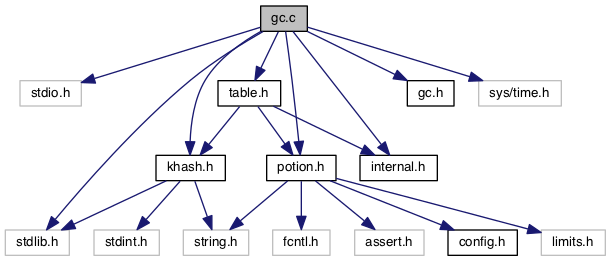 gc.c
stdio.h
table.h
gc.h
sys/time.h
khash.h
potion.h
internal.h
stdlib.h
stdint.h
string.h
fcntl.h
assert.h
config.h
limits.h